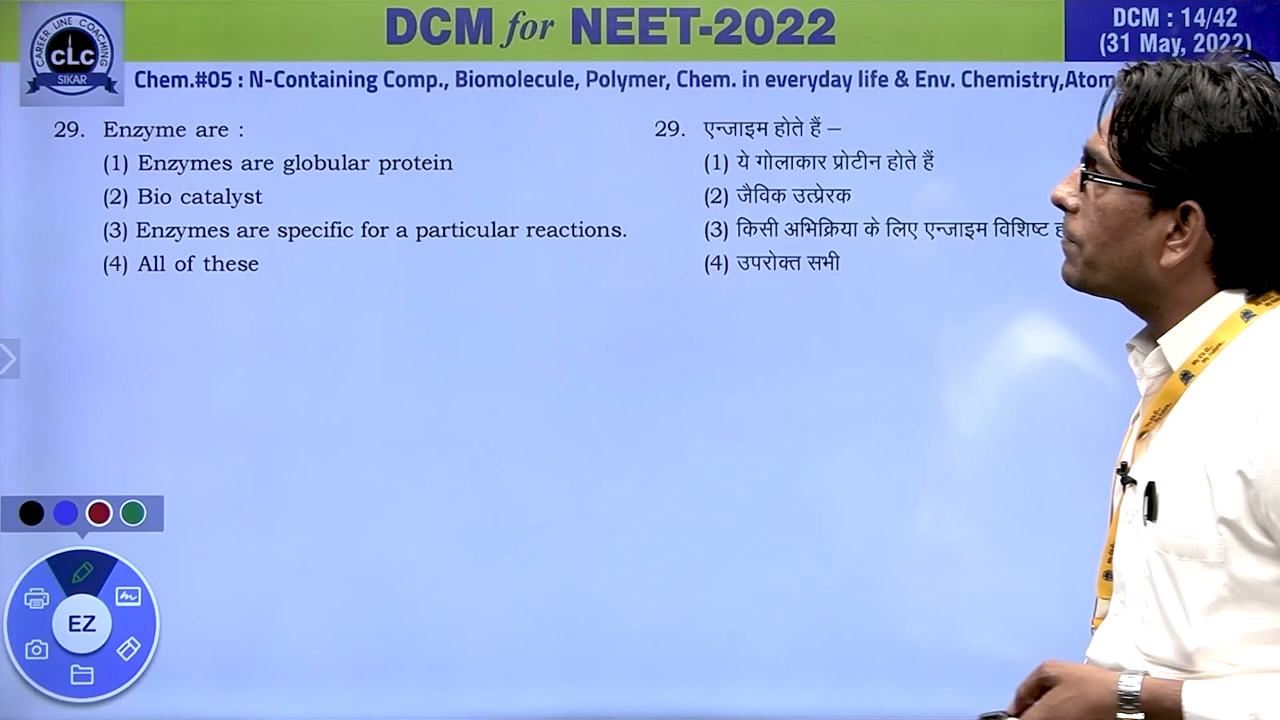 DCM for NEET-2022
DCM : 14/42
(31 May, 2022)
CAREER LINE COACHING
CLC
SIKAR
Chem.#05 : N-Containing Comp., Biomolecule, Polymer, Chem. in everyday life & Env. Chemistry,Atom
29. Enzyme are :
(1) Enzymes are globular protein
(2) Bio catalyst
(3) Enzymes are specific for a particular reactions.
(4) All of these
29. एन्जाइम होते हैं –
(1) ये गोलाकार प्रोटीन होते हैं
(2) जैविक उत्प्रेरक
(3) किसी अभिक्रिया के लिए एन्जाइम विशिष्ट
(4) उपरोक्त सभी
EZ